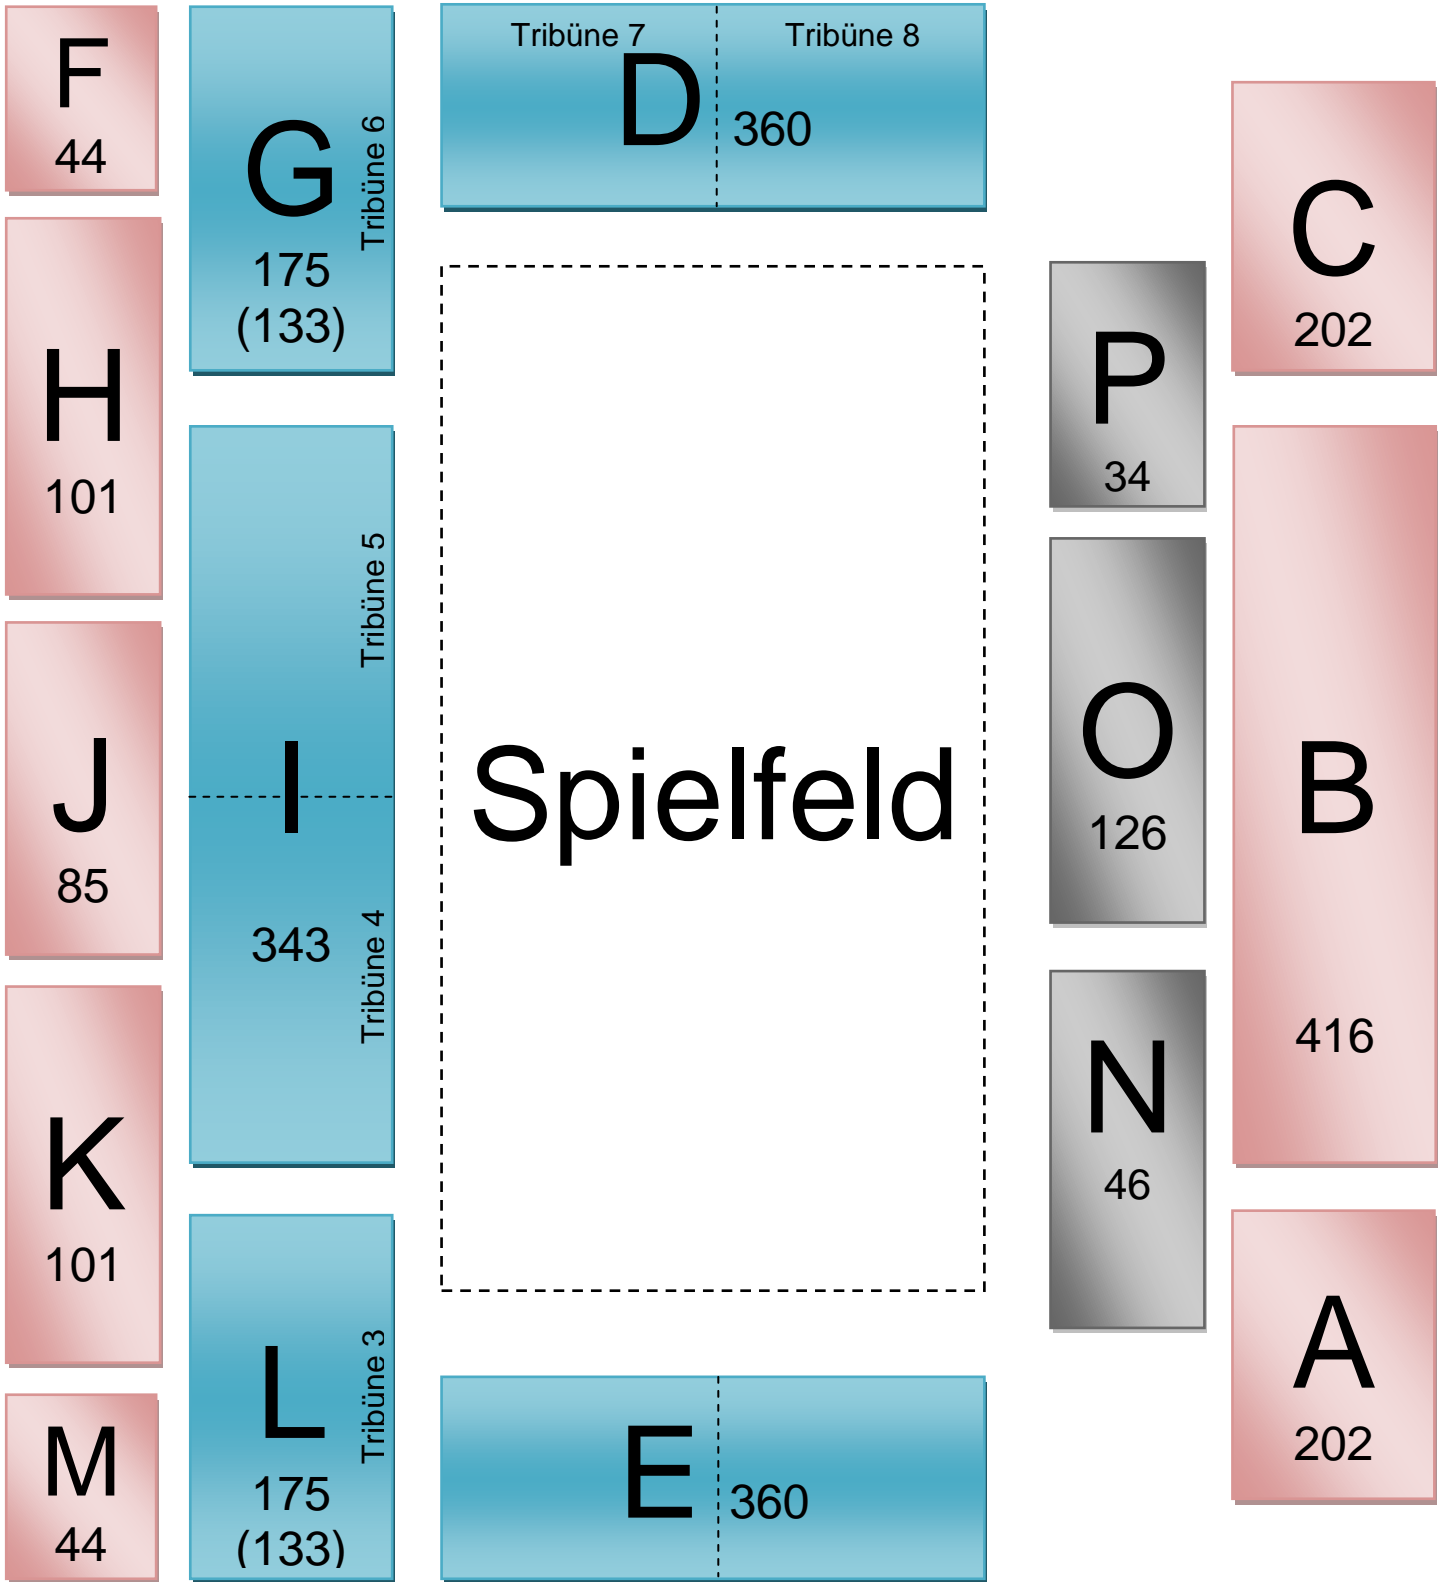 F
44
H
101
J
85
K
101
M
44
G
175
(133)
Tribüne 6
I
343
Tribüne 5
Tribüne 4
L
175
(133)
Tribüne 3
Tribüne 7
Tribüne 8
D
360
Spielfeld
E
360
P
34
O
126
N
46
C
202
B
416
A
202